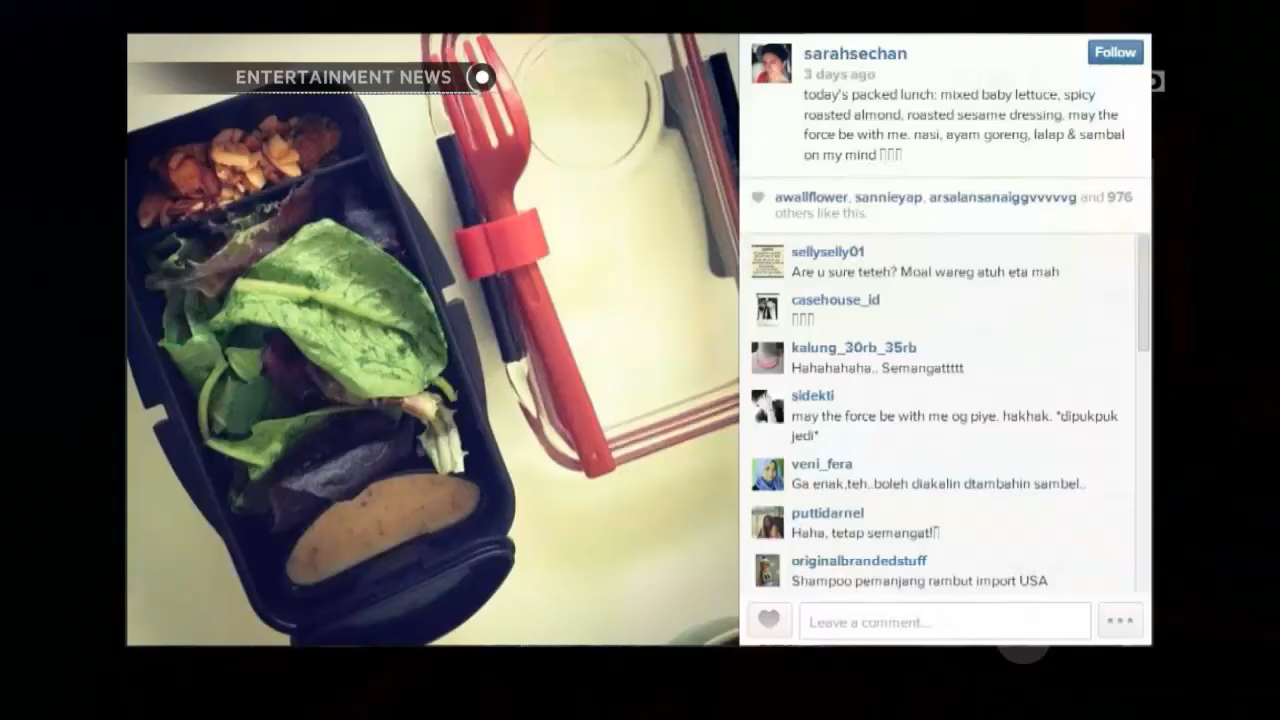 ENTERTAINMENT NEWS
sarahsechan
Follow
3 days ago
today's packed lunch: mixed baby lettuce, spicy
roasted almond, roasted sesame dressing. may the
force be with me. nasi, ayam goreng, lalap & sambal
on my mind
awallflower, sannieyap, arsalansanaiggvvvvvg and 976
others like this.
sellyselly01
Are u sure teteh? Moal wareg atuh eta mah
casehouse_id
kalung_30rb_35rb
Hahahahaha.. Semangattttt
sidekti
may the force be with me og piye. hakhak. *dipukpuk
jedi*
veni_fera
Ga enak,teh..boleh diakalin dtambahin sambel..
puttidarnel
Haha, tetap semangat!
originalbrandedstuff
Shampoo pemanjang rambut import USA
Leave a comment...